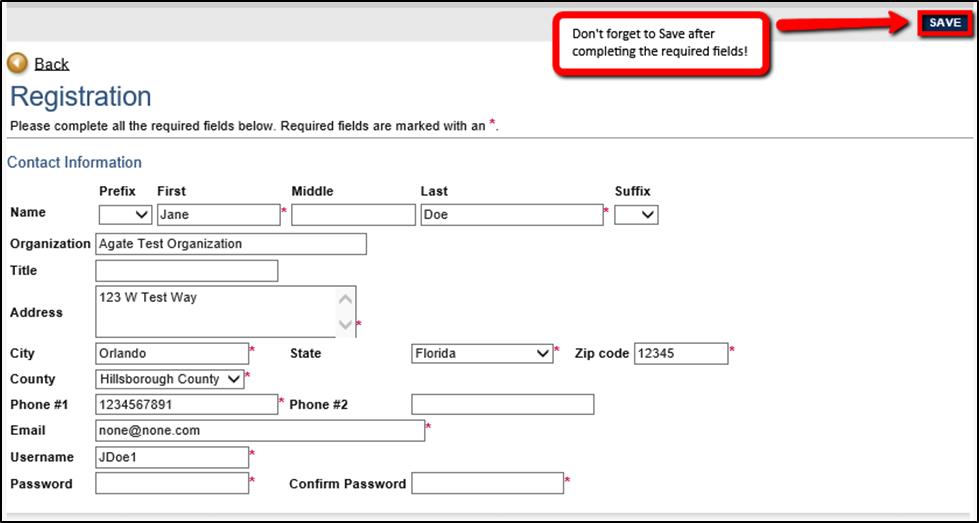 Don't forget to Save after
completing the required fields!
SAVE
Back
Registration
Please complete all the required fields below. Required fields are marked with an *.
Contact Information
Prefix First Middle Last Suffix
Name Jane * Doe *
Organization Agate Test Organization
Title
Address 123 W Test Way *
City Orlando * State Florida * Zip code 12345 *
County Hillsborough County *
Phone #1 1234567891 * Phone #2
Email none@none.com *
Username JDoe1 *
Password * Confirm Password *